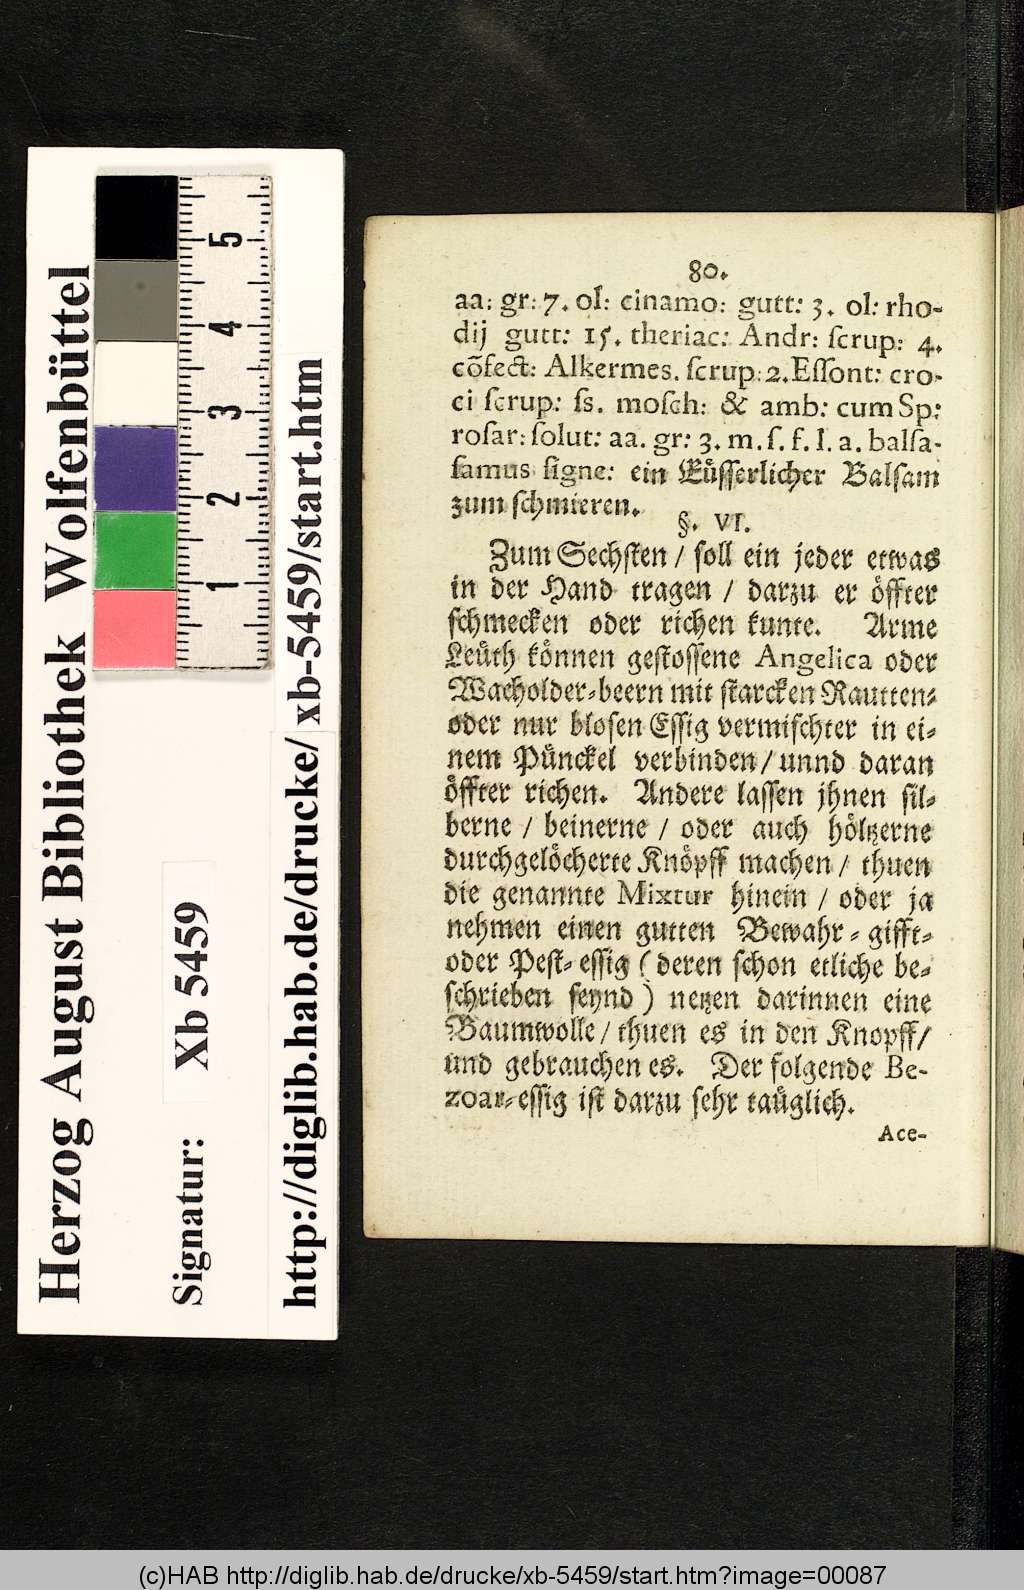 Herzog August Bibliothek Wolfenbüttel
Signatur: Xb 5459
http://diglib.hab.de/drucke/xb-5459/start.htm
5
4
3
2
1
80.
aa: gr: 7. ol: cinamo: gutt: 3. ol: rho-
dij gutt: 15. theriac: Andr: ſcrup: 4.
cõfect: Alkermes. ſcrup: 2. Eſſont: cro-
ci ſcrup: ſs. moſch: & amb: cum Sp:
roſar: ſolut: aa. gr: 3. m. ſ. f. l. a. balſa-
ſamus ſigne: ein Eüſſerlicher Balſam
zum ſchmieren.
§. VI.
Zum Sechſten / ſoll ein jeder etwas
in der Hand tragen / darzu er öffter
ſchmecken oder richen kunte. Arme
Leüth können geſtoſſene Angelica oder
Wacholder-beern mit ſtarcken Rautten-
oder nur bloſen Eſſig vermiſchter in ei-
nem Pünckel verbinden / unnd daran
öffter richen. Andere laſſen jhnen ſil-
berne / beinerne / oder auch höltzerne
durchgelöcherte Knöpff machen / thuen
die genannte Mixtur hinein / oder ja
nehmen einen gutten Bewahr-gifft-
oder Peſt-eſſig (deren ſchon etliche be-
ſchrieben ſeynd) netzen darinnen eine
Baumwolle / thuen es in den Knopff /
und gebrauchen es. Der folgende Be-
zoar-eſſig iſt darzu ſehr taüglich.
Ace-
(c)HAB http://diglib.hab.de/drucke/xb-5459/start.htm?image=00087